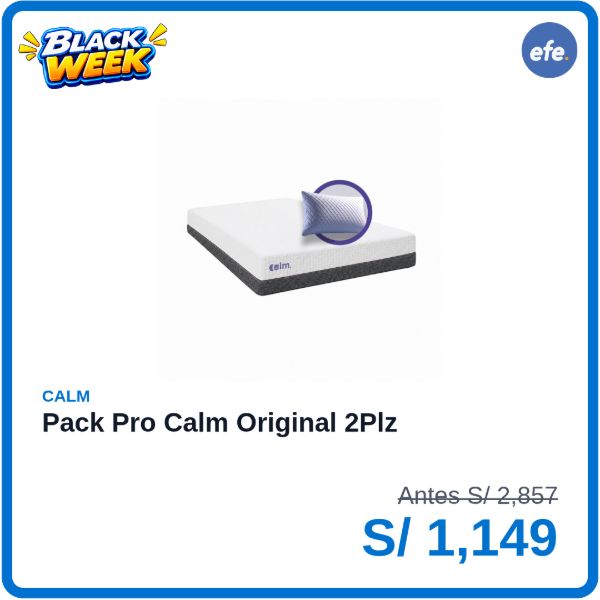 BLACK
WEEK
efe.
Calm.
CALM
Pack Pro Calm Original 2Plz
Antes S/ 2,857
S/ 1,149